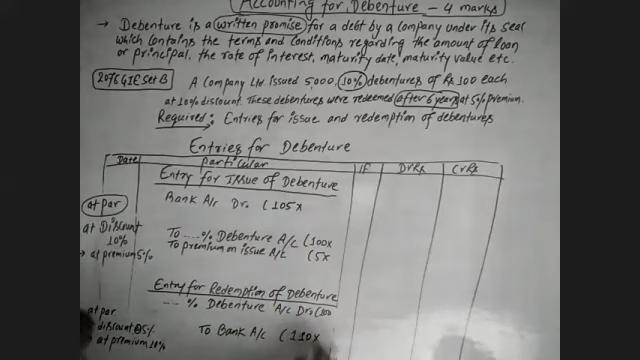 Accounting for Debenture - 4 marks
→ Debenture is a written promise for a debt by a company under its seal
which contains the terms and conditions regarding the amount of loan
or principal, the rate of interest, maturity date, maturity value etc.
2076 GIE Set B A Company Ltd issued 5,000, 10% debentures of Rs 100 each
at 10% discount. These debentures were redeemed after 6 years at 5% premium.
Required: Entries for issue and redemption of debentures
Entries for Debenture
Date Particular lF Dr Rs Cr Rs
Entry for Issue of Debenture
Bank A/c Dr. (105x
at par
at Discount To ....% Debenture A/c (100x
10% To premium on issue A/c (5x
→ at premium 5%
Entry for Redemption of Debenture
....% Debenture A/c Dr. (100
at par
discount @5% To Bank A/c (110x
→ at premium 10%